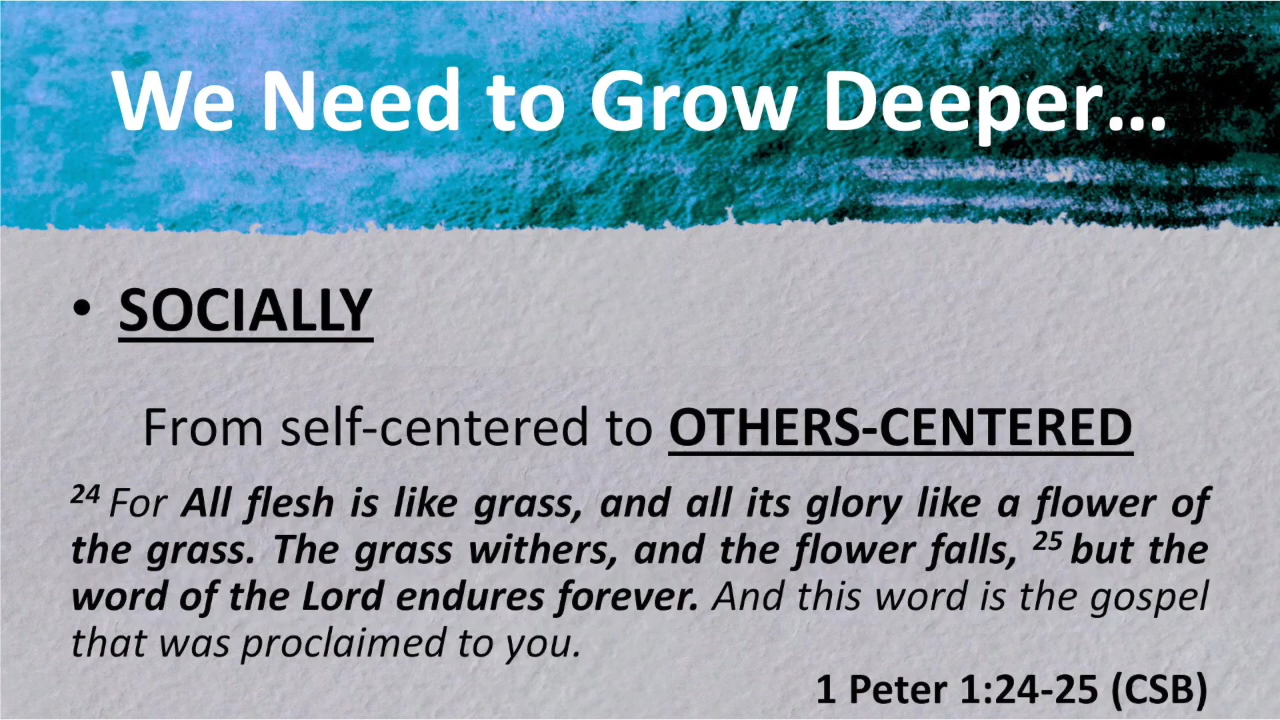 We Need to Grow Deeper...
• SOCIALLY
From self-centered to OTHERS-CENTERED
24 For All flesh is like grass, and all its glory like a flower of
the grass. The grass withers, and the flower falls, 25 but the
word of the Lord endures forever. And this word is the gospel
that was proclaimed to you.
1 Peter 1:24-25 (CSB)